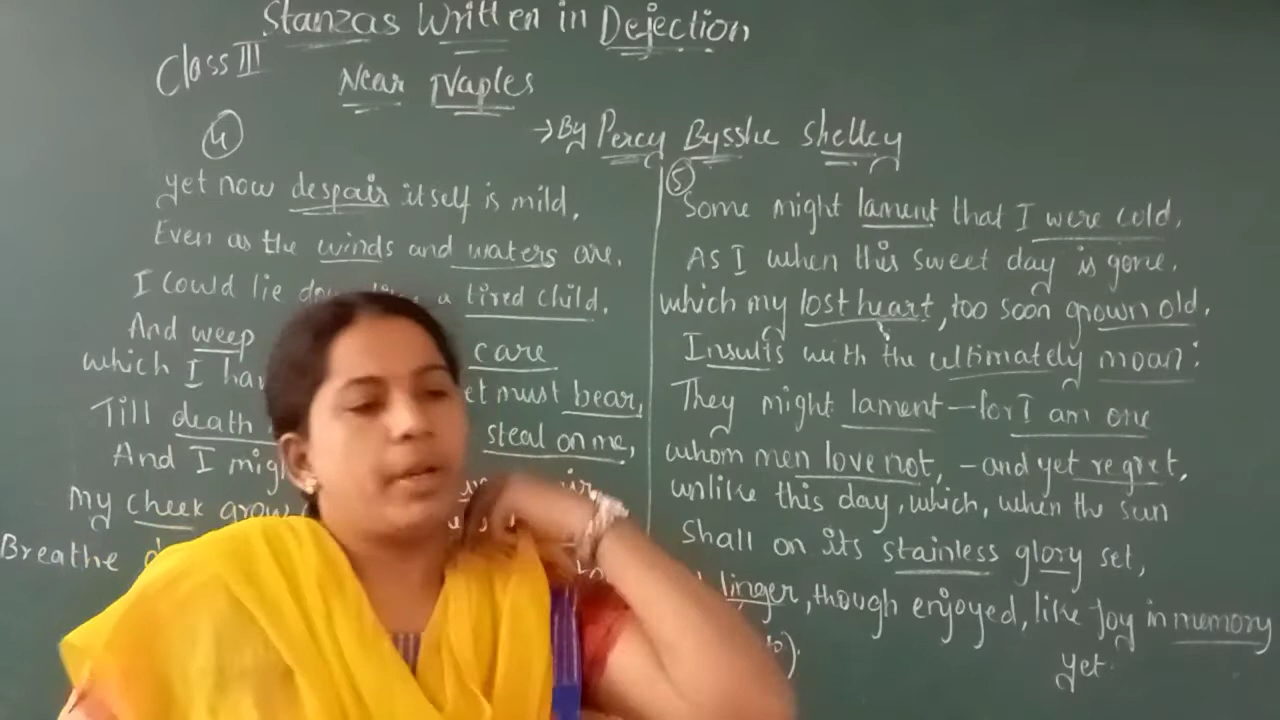 Stanzas Written in Dejection
Class III
Near Naples
→ By Percy Bysshe Shelley
4
yet now despair itself is mild,
Even as the winds and waters are.
I could lie a tired child,
And weep care
which I must bear,
Till death steal on me,
And I
My cheek grow
Breathe
5
Some might lament that I were cold,
As I when this sweet day is gone,
which my lost heart, too soon grown old,
Insults with the ultimately moan:
They might lament – for I am one
whom men love not, – and yet regret,
unlike this day, which, when the sun
shall on its stainless glory set,
linger, though enjoyed, like Joy in memory
yet.